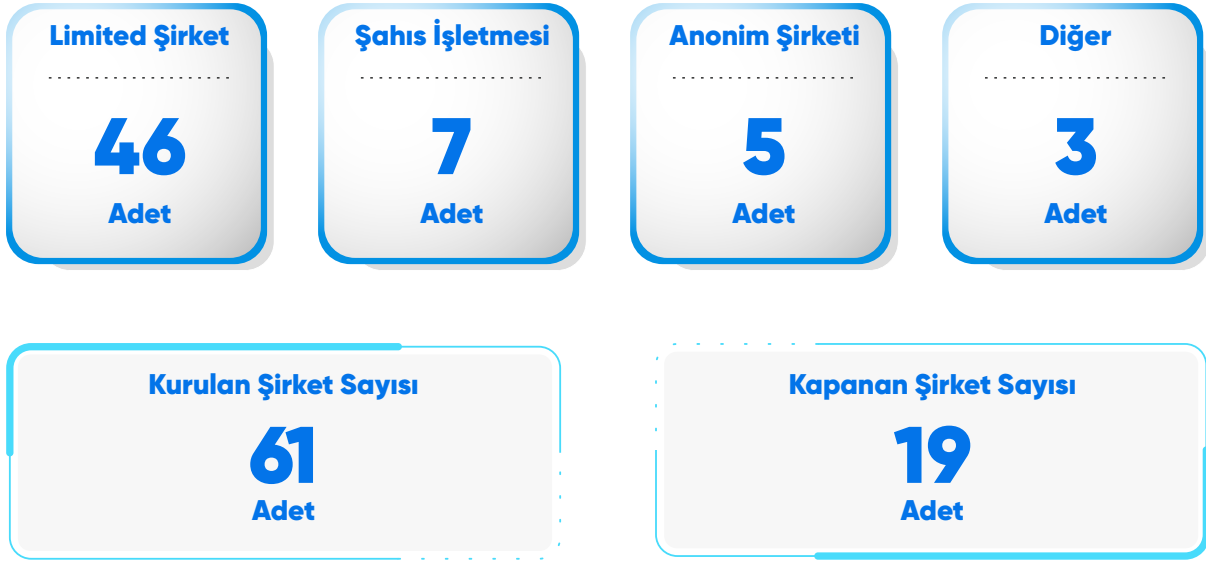 Limited Şirket
46
Adet
Şahıs İşletmesi
7
Adet
Anonim Şirketi
5
Adet
Diğer
3
Adet
Kurulan Şirket Sayısı
61
Adet
Kapanan Şirket Sayısı
19
Adet